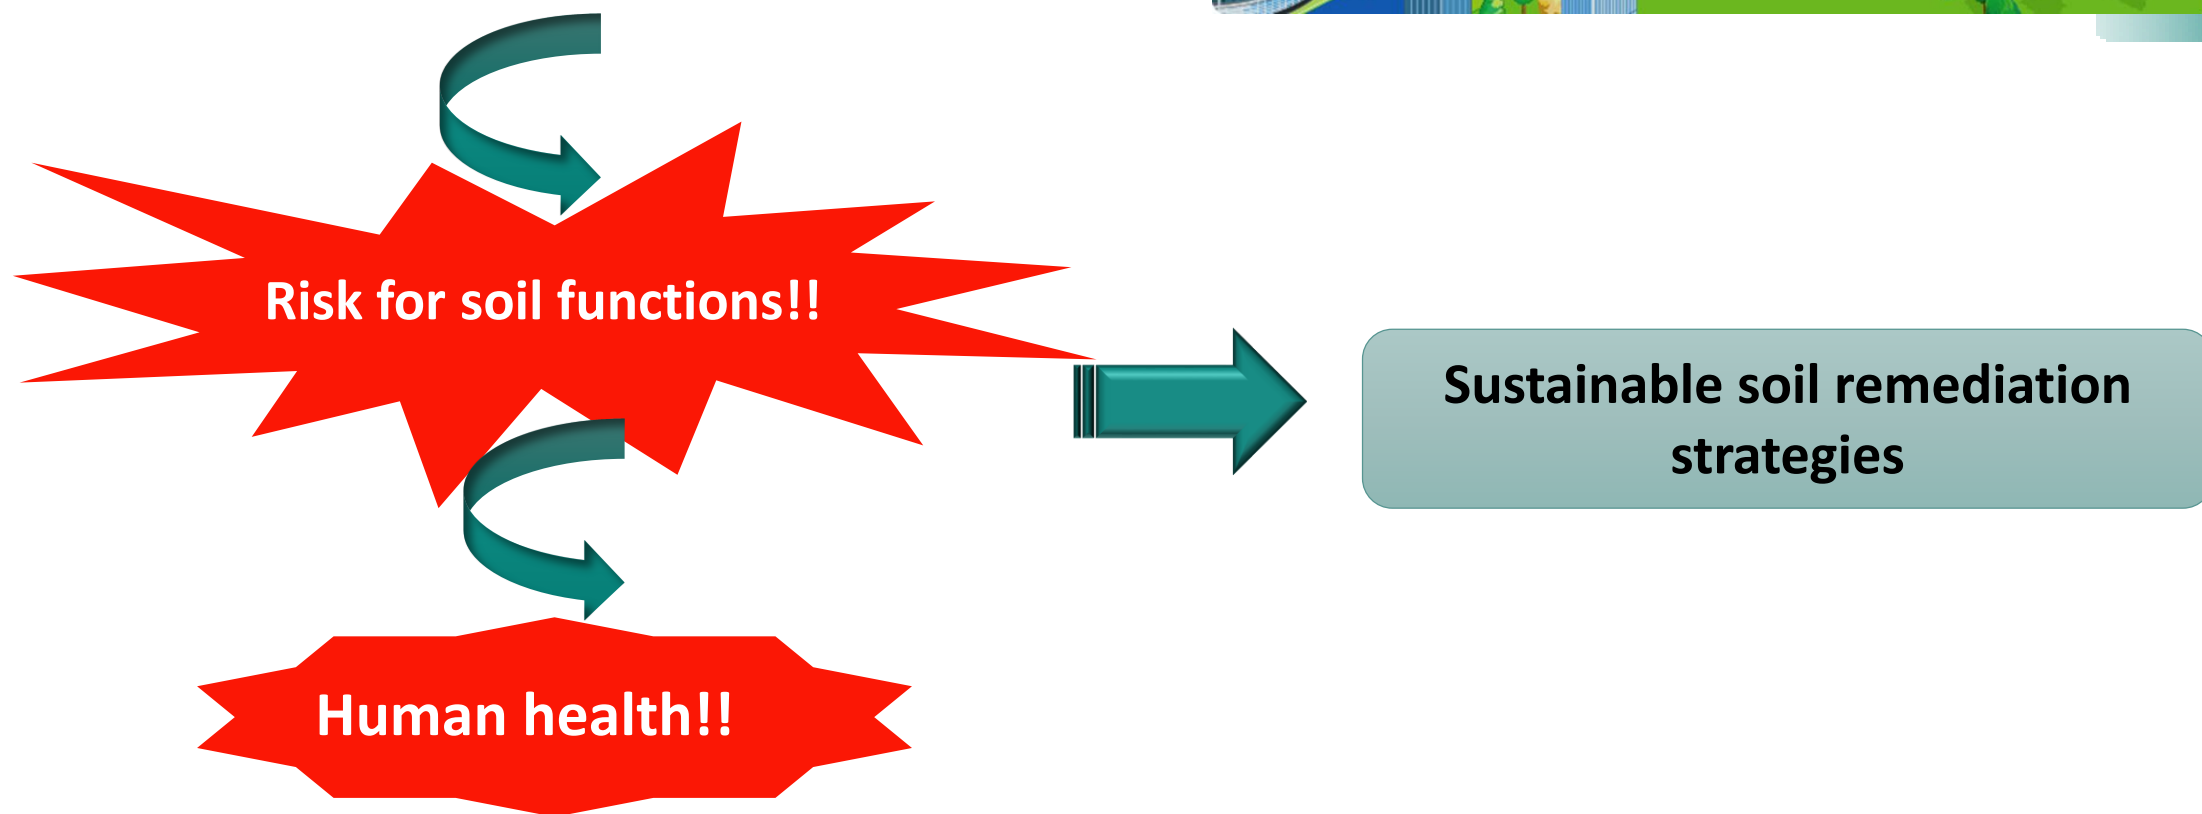 Risk for soil functions!!
Sustainable soil remediation
strategies
Human health!!